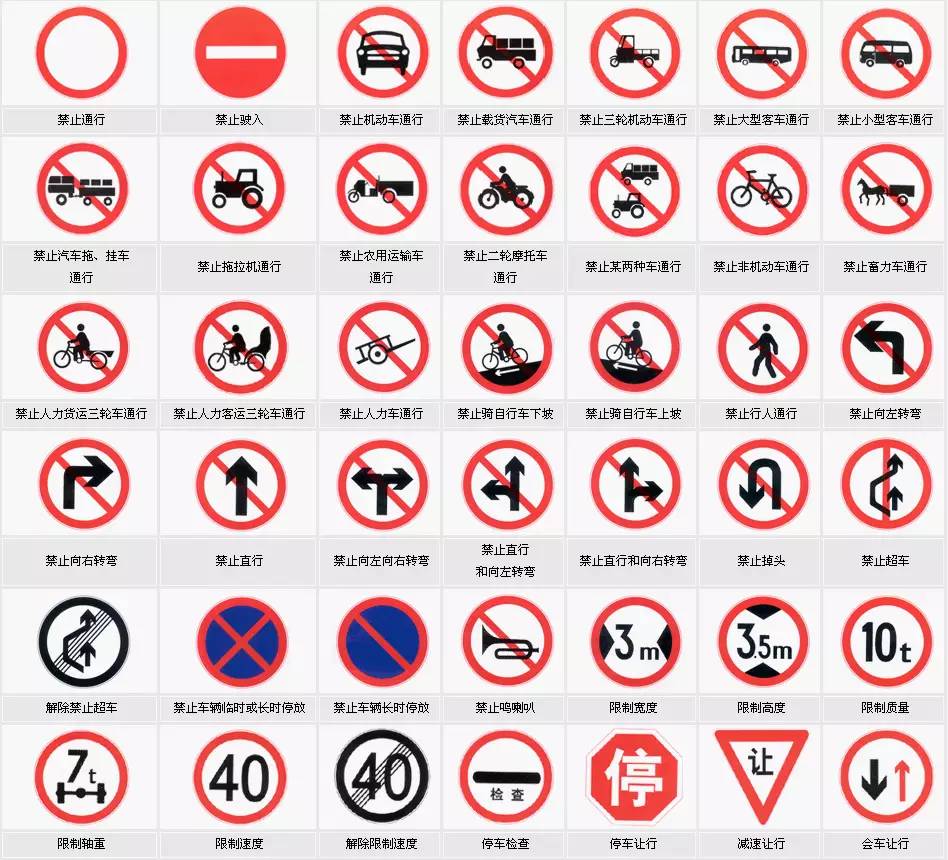 禁止通行
禁止驶入
禁止机动车通行
禁止载货汽车通行
禁止三轮机动车通行
禁止大型客车通行
禁止小型客车通行
禁止汽车拖、挂车
通行
禁止拖拉机通行
禁止农用运输车
通行
禁止二轮摩托车
通行
禁止某两种车通行
禁止非机动车通行
禁止畜力车通行
禁止人力货运三轮车通行
禁止人力客运三轮车通行
禁止人力车通行
禁止骑自行车下坡
禁止骑自行车上坡
禁止行人通行
禁止向左转弯
禁止向右转弯
禁止直行
禁止向左向右转弯
禁止直行
和向左转弯
禁止直行和向右转弯
禁止掉头
禁止超车
3m
3.5m
10t
解除禁止超车
禁止车辆临时或长时停放
禁止车辆长时停放
禁止鸣喇叭
限制宽度
限制高度
限制质量
7t
40
40
检查
停
让
限制轴重
限制速度
解除限制速度
停车检查
停车让行
减速让行
会车让行